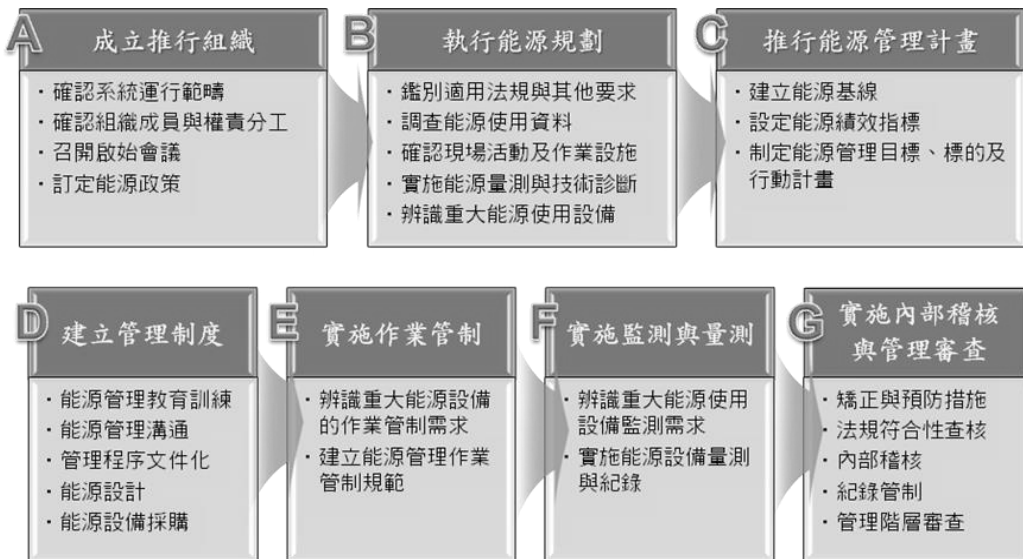 A 成立推行組織
・確認系統運行範疇
・確認組織成員與權責分工
・召開啟始會議
・訂定能源政策
B 執行能源規劃
・鑑別適用法規與其他要求
・調查能源使用資料
・確認現場活動及作業設施
・實施能源量測與技術診斷
・辨識重大能源使用設備
C 推行能源管理計畫
・建立能源基線
・設定能源績效指標
・制定能源管理目標、標的及
行動計畫
D 建立管理制度
・能源管理教育訓練
・能源管理溝通
・管理程序文件化
・能源設計
・能源設備採購
E 實施作業管制
・辨識重大能源設備
的作業管制需求
・建立能源管理作業
管制規範
F 實施監測與量測
・辨識重大能源使用
設備監測需求
・實施能源設備量測
與紀錄
G 實施內部稽核
與管理審查
・矯正與預防措施
・法規符合性查核
・內部稽核
・紀錄管制
・管理階層審查